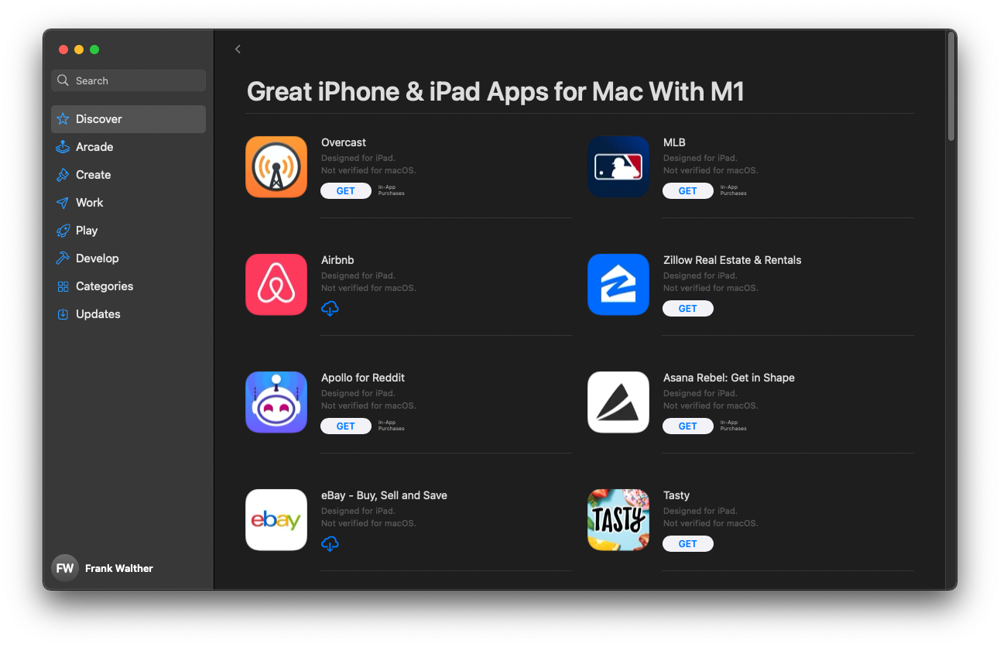 Search
Discover
Arcade
Create
Work
Play
Develop
Categories
Updates
FW
Frank Walther
Great iPhone & iPad Apps for Mac With M1
Overcast
Designed for iPad.
Not verified for macOS.
GET
In-App
Purchases
MLB
Designed for iPad.
Not verified for macOS.
GET
In-App
Purchases
Airbnb
Designed for iPad.
Not verified for macOS.
Zillow Real Estate & Rentals
Designed for iPad.
Not verified for macOS.
GET
Apollo for Reddit
Designed for iPad.
Not verified for macOS.
GET
In-App
Purchases
Asana Rebel: Get in Shape
Designed for iPad.
Not verified for macOS.
GET
In-App
Purchases
ebay
eBay - Buy, Sell and Save
Designed for iPad.
Not verified for macOS.
TASTY
Tasty
Designed for iPad.
Not verified for macOS.
GET